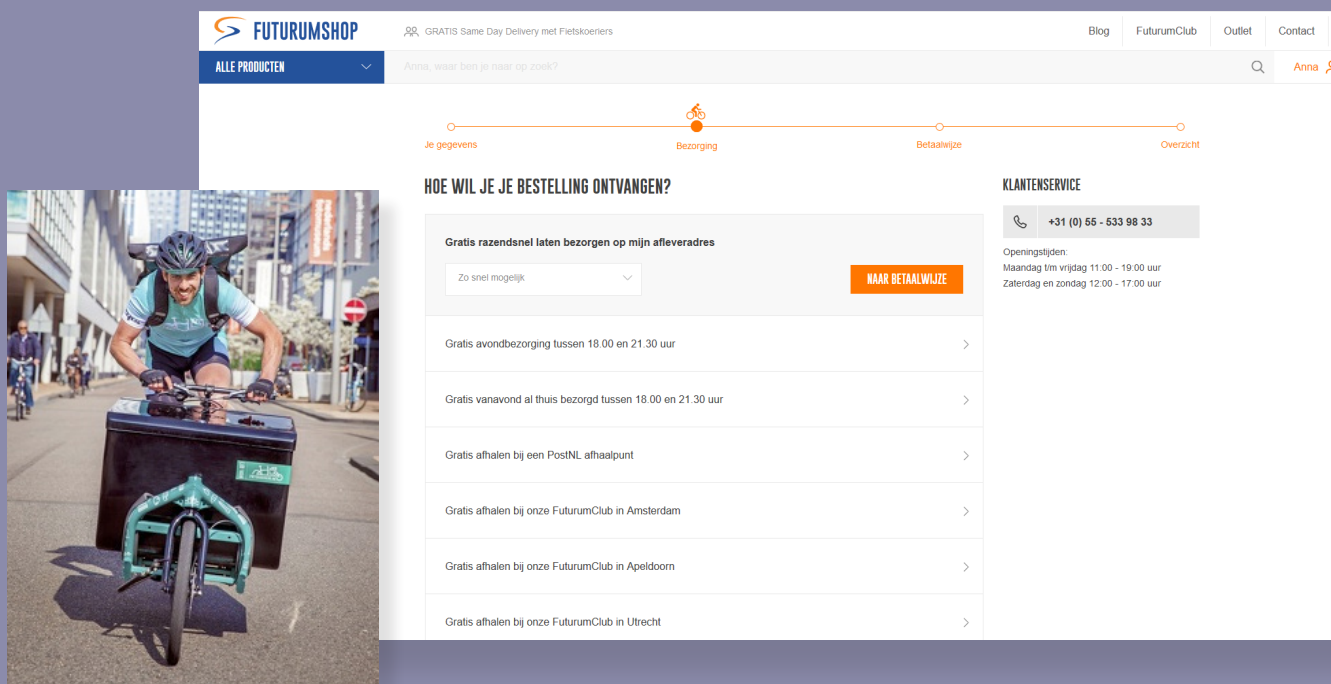 FUTURUMSHOP
GRATIS Same Day Delivery met Fietskoeriers
Blog
FuturumClub
Outlet
Contact
ALLE PRODUCTEN
Anna, waar ben je naar op zoek?
Anna
Je gegevens
Bezorging
Betaalwijze
Overzicht
HOE WIL JE JE BESTELLING ONTVANGEN?
Gratis razendsnel laten bezorgen op mijn afleveradres
Zo snel mogelijk
NAAR BETAALWIJZE
Gratis avondbezorging tussen 18.00 en 21.30 uur
Gratis vanavond al thuis bezorgd tussen 18.00 en 21.30 uur
Gratis afhalen bij een PostNL afhaalpunt
Gratis afhalen bij onze FuturumClub in Amsterdam
Gratis afhalen bij onze FuturumClub in Apeldoorn
Gratis afhalen bij onze FuturumClub in Utrecht
KLANTENSERVICE
+31 (0) 55 - 533 98 33
Openingstijden:
Maandag t/m vrijdag 11:00 - 19:00 uur
Zaterdag en zondag 12:00 - 17:00 uur